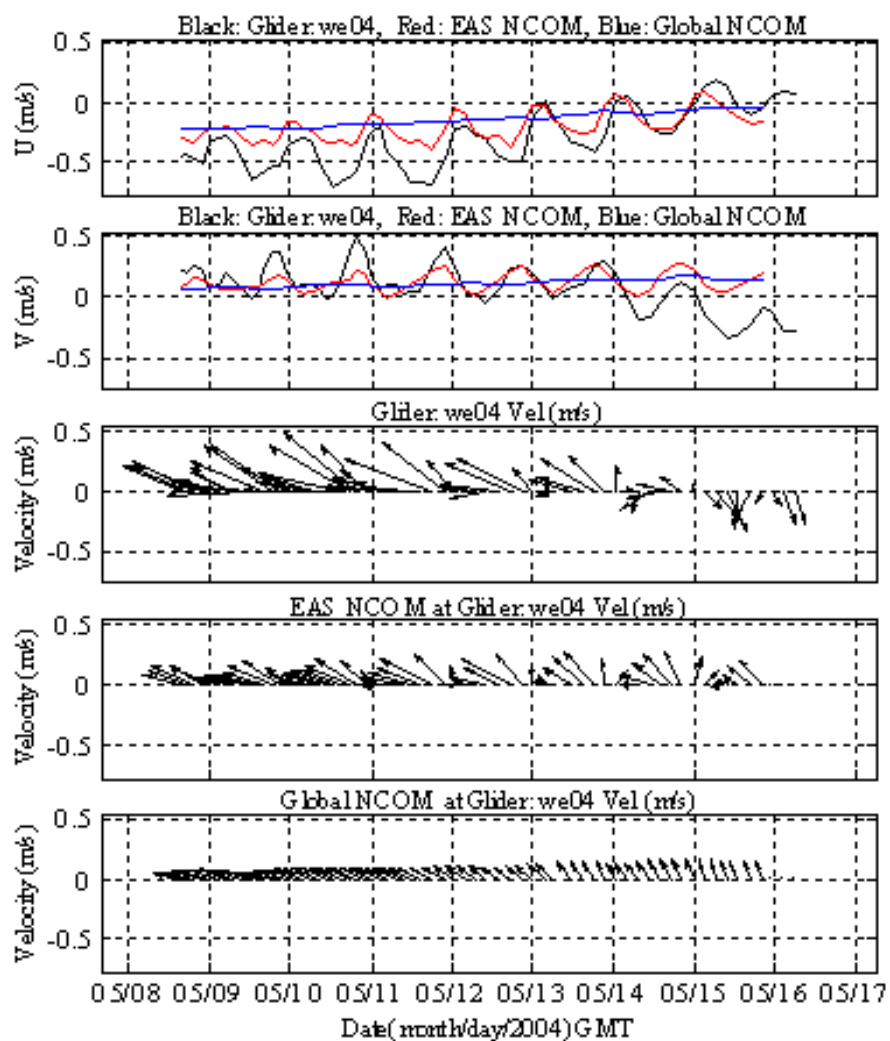 Black: Glider: we04, Red: EAS NCOM, Blue: Global NCOM
0.5
0
-0.5
U (m/s)
Black: Glider: we04, Red: EAS NCOM, Blue: Global NCOM
0.5
0
-0.5
V (m/s)
Glider: we04 Vel (m/s)
0.5
0
-0.5
Velocity (m/s)
EAS NCOM at Glider: we04 Vel (m/s)
0.5
0
-0.5
Velocity (m/s)
Global NCOM at Glider: we04 Vel (m/s)
0.5
0
-0.5
Velocity (m/s)
05/08 05/09 05/10 05/11 05/12 05/13 05/14 05/15 05/16 05/17
Date(month/day/2004) GMT